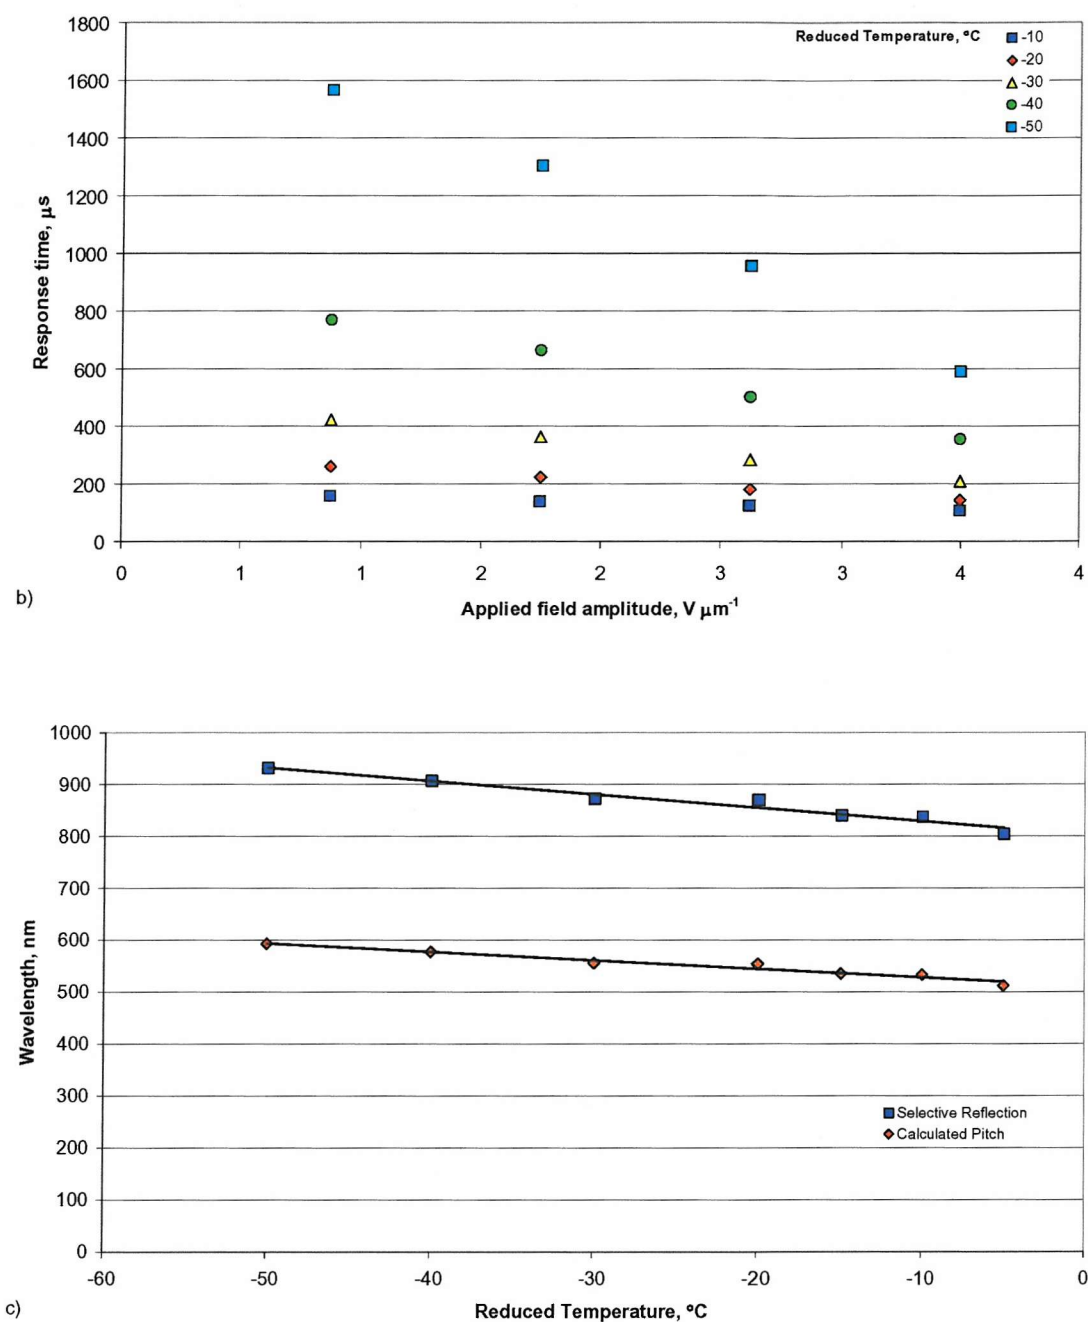 1800
1600
1400
1200
1000
800
600
400
200
0
Response time, µs
Reduced Temperature, °C
-10
-20
-30
-40
-50
0 1 1 2 2 3 3 4 4
Applied field amplitude, V µm⁻¹
b)
1000
900
800
700
600
500
400
300
200
100
0
Wavelength, nm
Selective Reflection
Calculated Pitch
-60 -50 -40 -30 -20 -10 0
Reduced Temperature, °C
c)